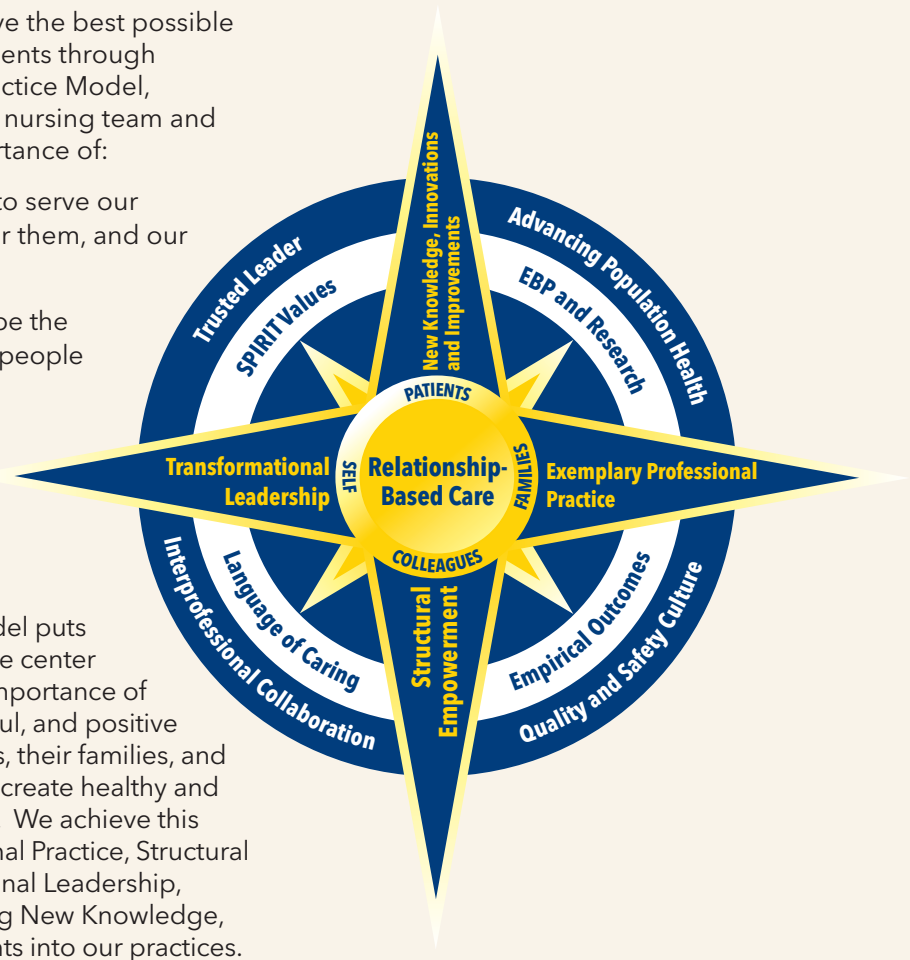 ve the best possible
ents through
ctice Model,
nursing team and
rtance of:
to serve our
r them, and our
be the
people
del puts
e center
mportance of
ul, and positive
s, their families, and
create healthy and
We achieve this
nal Practice, Structural
nal Leadership,
g New Knowledge,
nts into our practices.
New Knowledge, Innovations
and Improvements
Trusted Leader
SPIRIT Values
Advancing Population Health
EBP and Research
PATIENTS
Transformational
Leadership
SELF
Relationship-
Based Care
FAMILIES
Exemplary Professional
Practice
COLLEAGUES
Structural
Empowerment
Language of Caring
Interprofessional Collaboration
Empirical Outcomes
Quality and Safety Culture